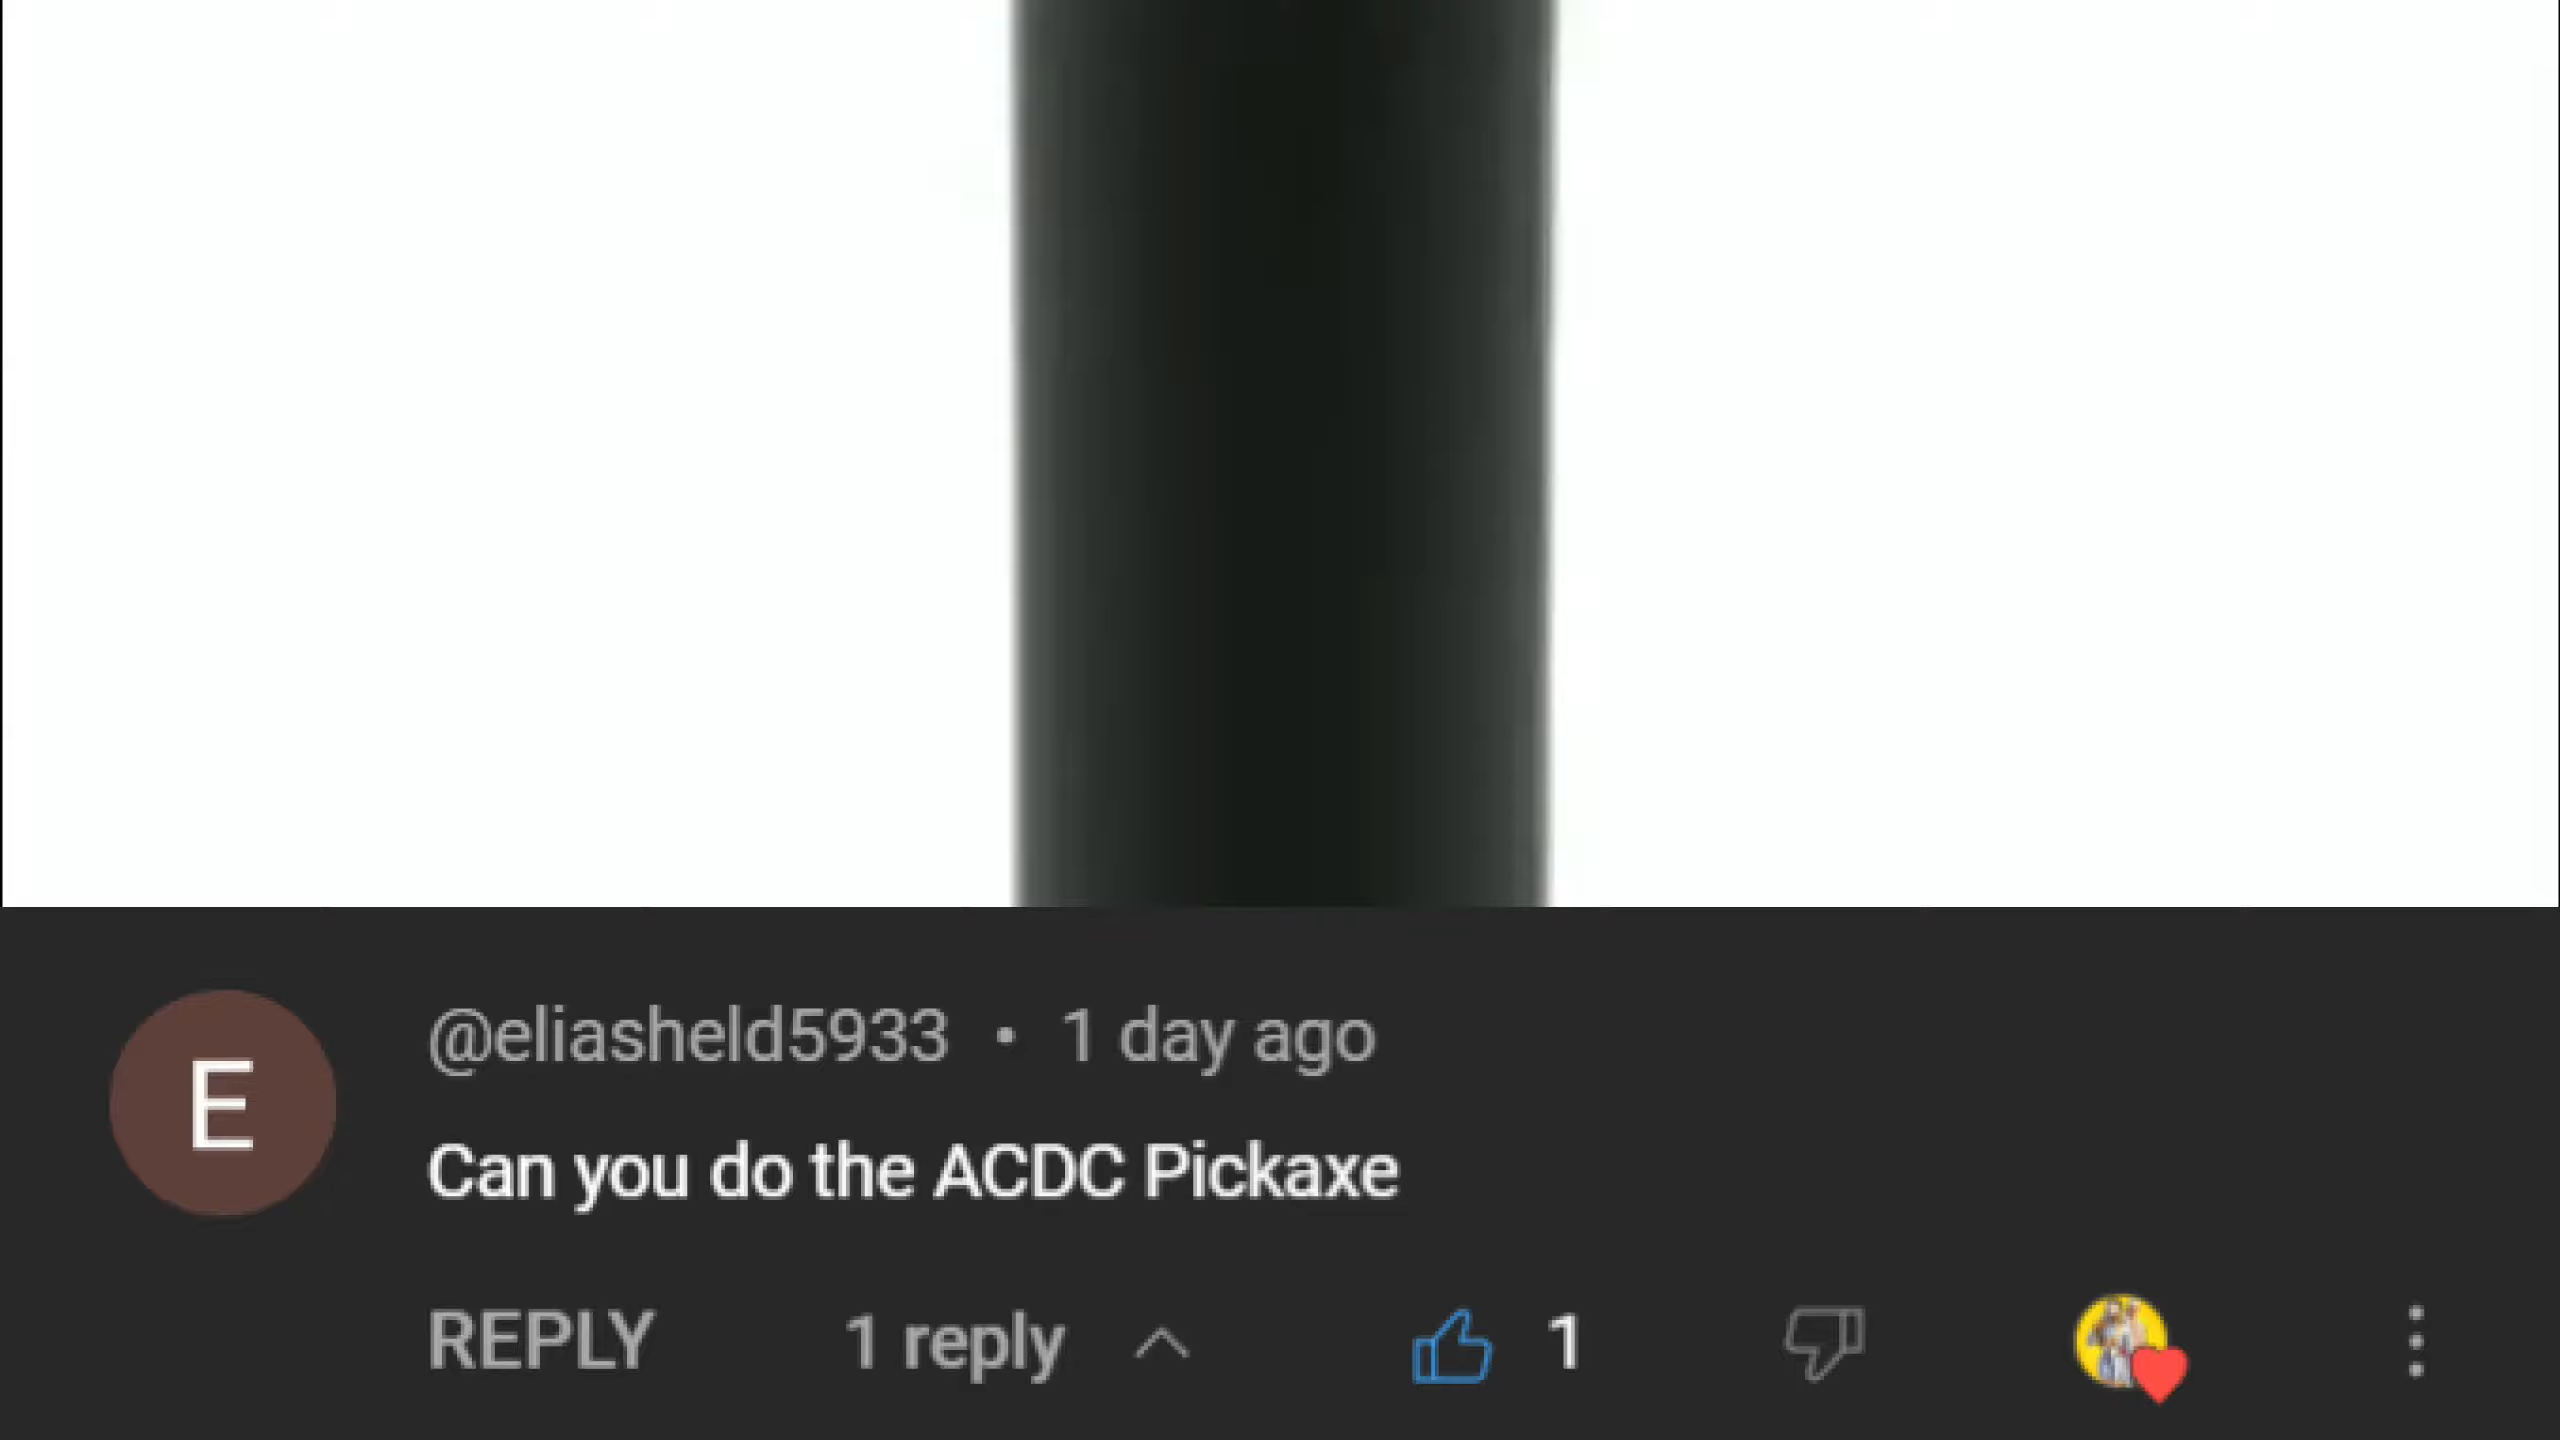 E
@eliasheld5933 • 1 day ago
Can you do the ACDC Pickaxe
REPLY 1 reply 1